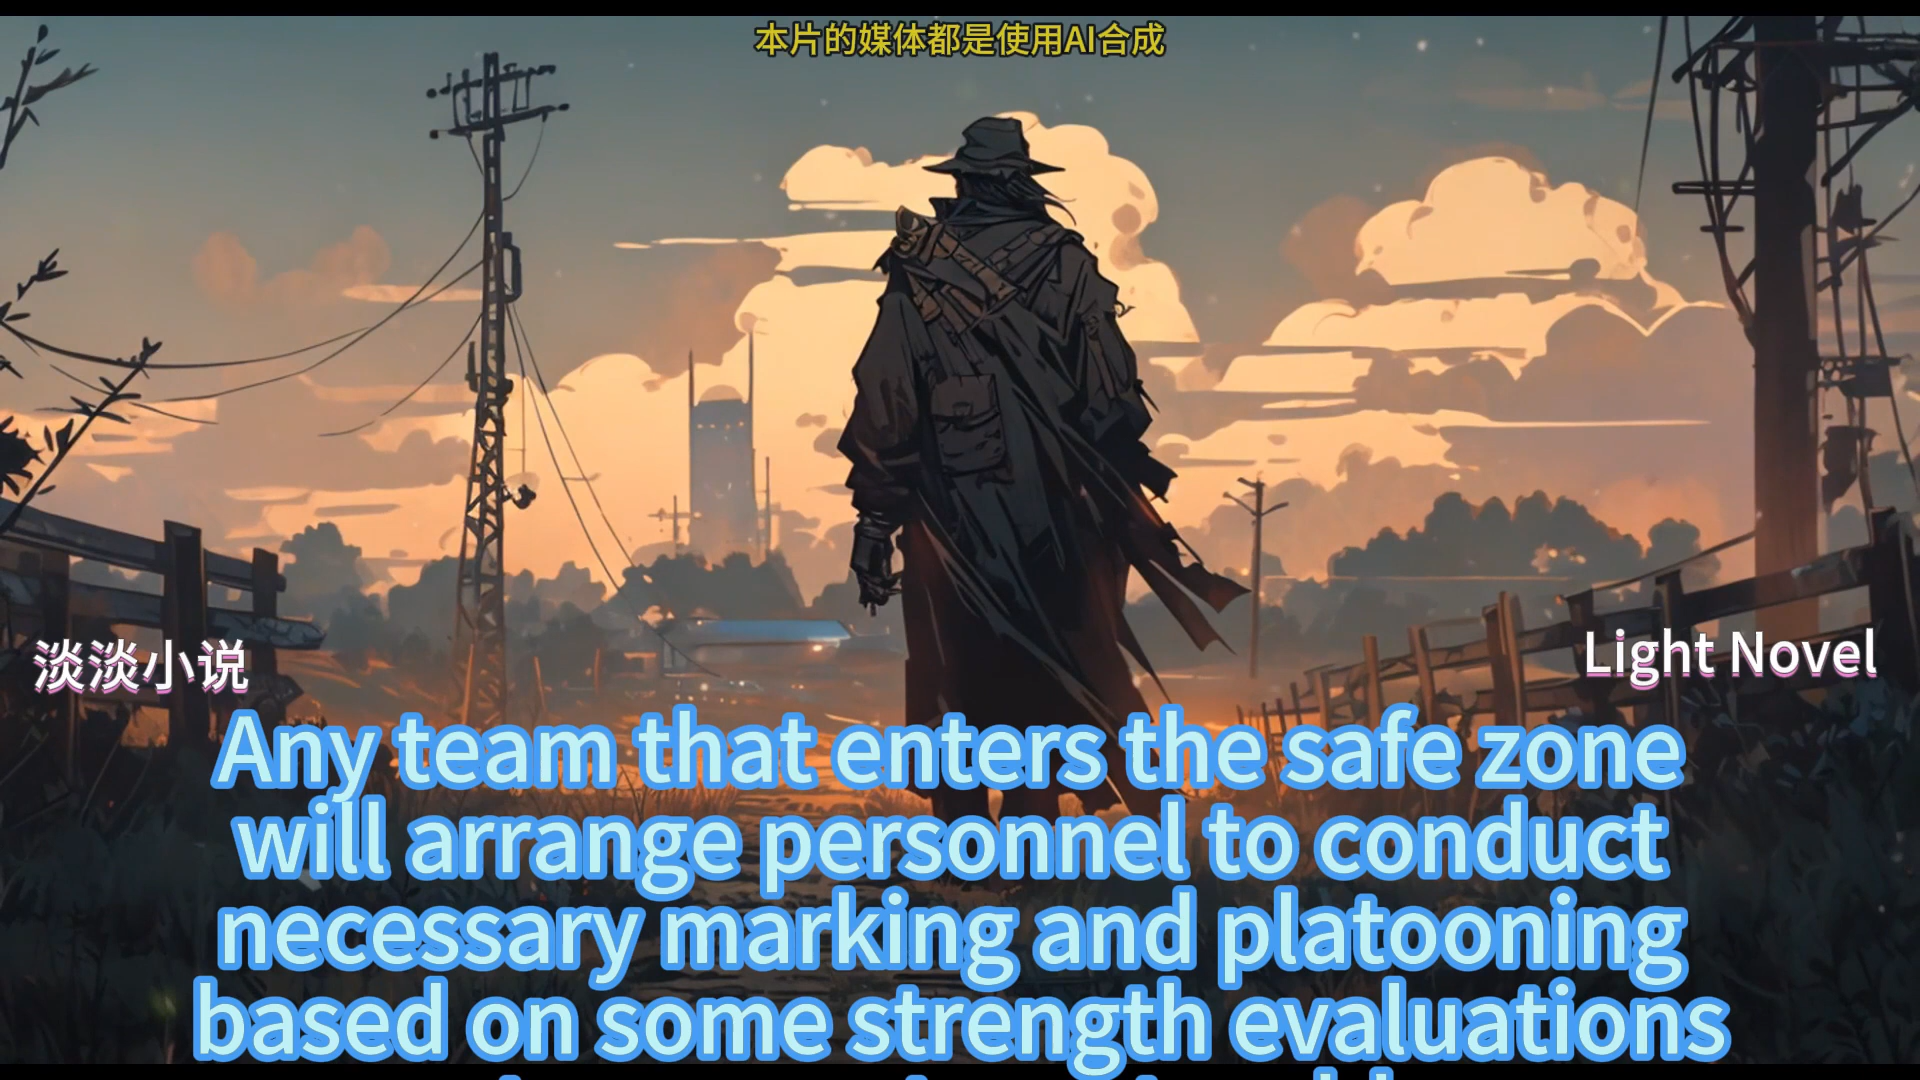 本片的媒体都是使用AI合成
淡淡小说
Light Novel
Any team that enters the safe zone
will arrange personnel to conduct
necessary marking and platooning
based on some strength evaluations